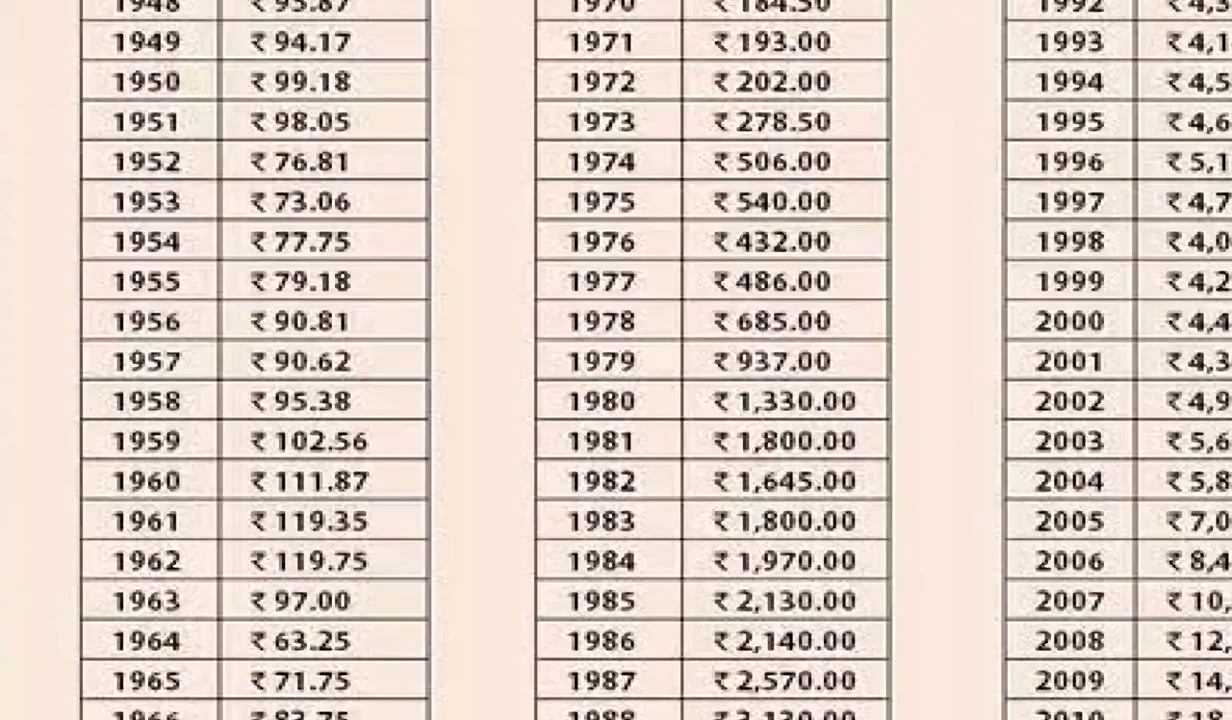 1948 ₹ 95.87
1949 ₹ 94.17
1950 ₹ 99.18
1951 ₹ 98.05
1952 ₹ 76.81
1953 ₹ 73.06
1954 ₹ 77.75
1955 ₹ 79.18
1956 ₹ 90.81
1957 ₹ 90.62
1958 ₹ 95.38
1959 ₹ 102.56
1960 ₹ 111.87
1961 ₹ 119.35
1962 ₹ 119.75
1963 ₹ 97.00
1964 ₹ 63.25
1965 ₹ 71.75
1966 ₹ 83.75
1970 ₹ 184.50
1971 ₹ 193.00
1972 ₹ 202.00
1973 ₹ 278.50
1974 ₹ 506.00
1975 ₹ 540.00
1976 ₹ 432.00
1977 ₹ 486.00
1978 ₹ 685.00
1979 ₹ 937.00
1980 ₹ 1,330.00
1981 ₹ 1,800.00
1982 ₹ 1,645.00
1983 ₹ 1,800.00
1984 ₹ 1,970.00
1985 ₹ 2,130.00
1986 ₹ 2,140.00
1987 ₹ 2,570.00
1988 ₹ 3,130.00
1992 ₹ 4,3
1993 ₹ 4,1
1994 ₹ 4,5
1995 ₹ 4,6
1996 ₹ 5,1
1997 ₹ 4,7
1998 ₹ 4,0
1999 ₹ 4,2
2000 ₹ 4,4
2001 ₹ 4,3
2002 ₹ 4,9
2003 ₹ 5,6
2004 ₹ 5,8
2005 ₹ 7,0
2006 ₹ 8,4
2007 ₹ 10,
2008 ₹ 12,
2009 ₹ 14,
2010 ₹ 18,